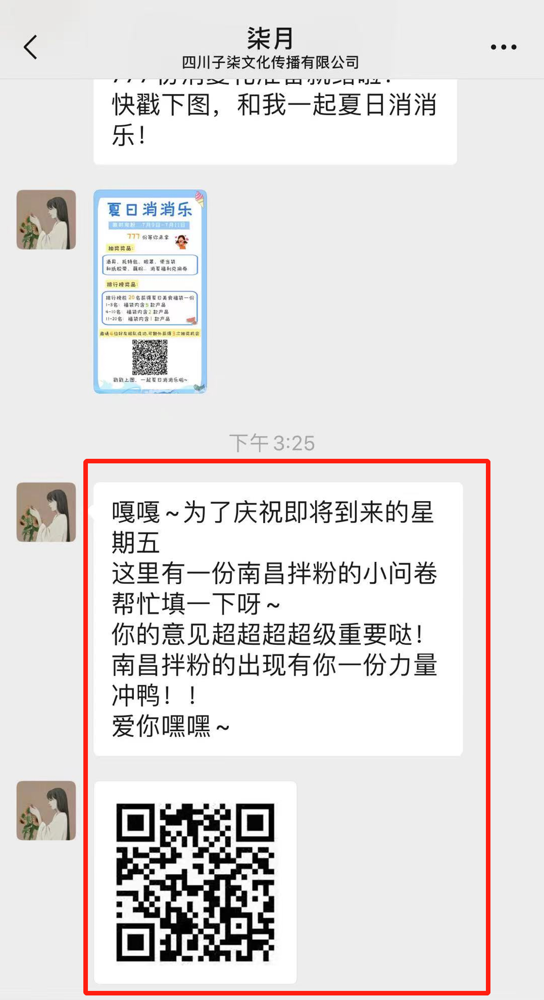 柒月
四川子柒文化传播有限公司
快戳下图，和我一起夏日消消
乐！
夏日消消乐
限时宠粉：7月9日-7月11日
777份等你来拿
抽奖奖品：
酒具、托特包、眼罩、便当袋
和纸胶带、藕粉... 消夏福利兑换券
排行榜奖品：
排行榜前20名获得夏日美食福袋一份
1-3名：福袋内含5款产品
4-10名：福袋内含2款产品
11-20名：福袋内含1款产品
邀请4位好友组队成功,可额外获得3次抽奖机会
戳戳上图，一起夏日消消乐啦~
下午 3:25
嘎嘎～为了庆祝即将到来的星
期五
这里有一份南昌拌粉的小问卷
帮忙填一下呀～
你的意见超超超超级重要哒！
南昌拌粉的出现有你一份力量
冲鸭！！
爱你嘿嘿～